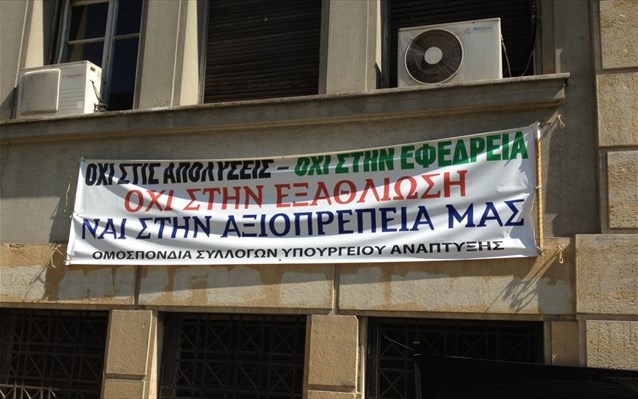 ΟΧΙ ΣΤΙΣ ΑΠΟΛΥΣΕΙΣ - ΟΧΙ ΣΤΗΝ ΕΦΕΔΡΕΙΑ
ΟΧΙ ΣΤΗΝ ΕΞΑΘΛΙΩΣΗ
ΝΑΙ ΣΤΗΝ ΑΞΙΟΠΡΕΠΕΙΑ ΜΑΣ
ΟΜΟΣΠΟΝΔΙΑ ΣΥΛΛΟΓΩΝ ΥΠΟΥΡΓΕΙΟΥ ΑΝΑΠΤΥΞΗΣ